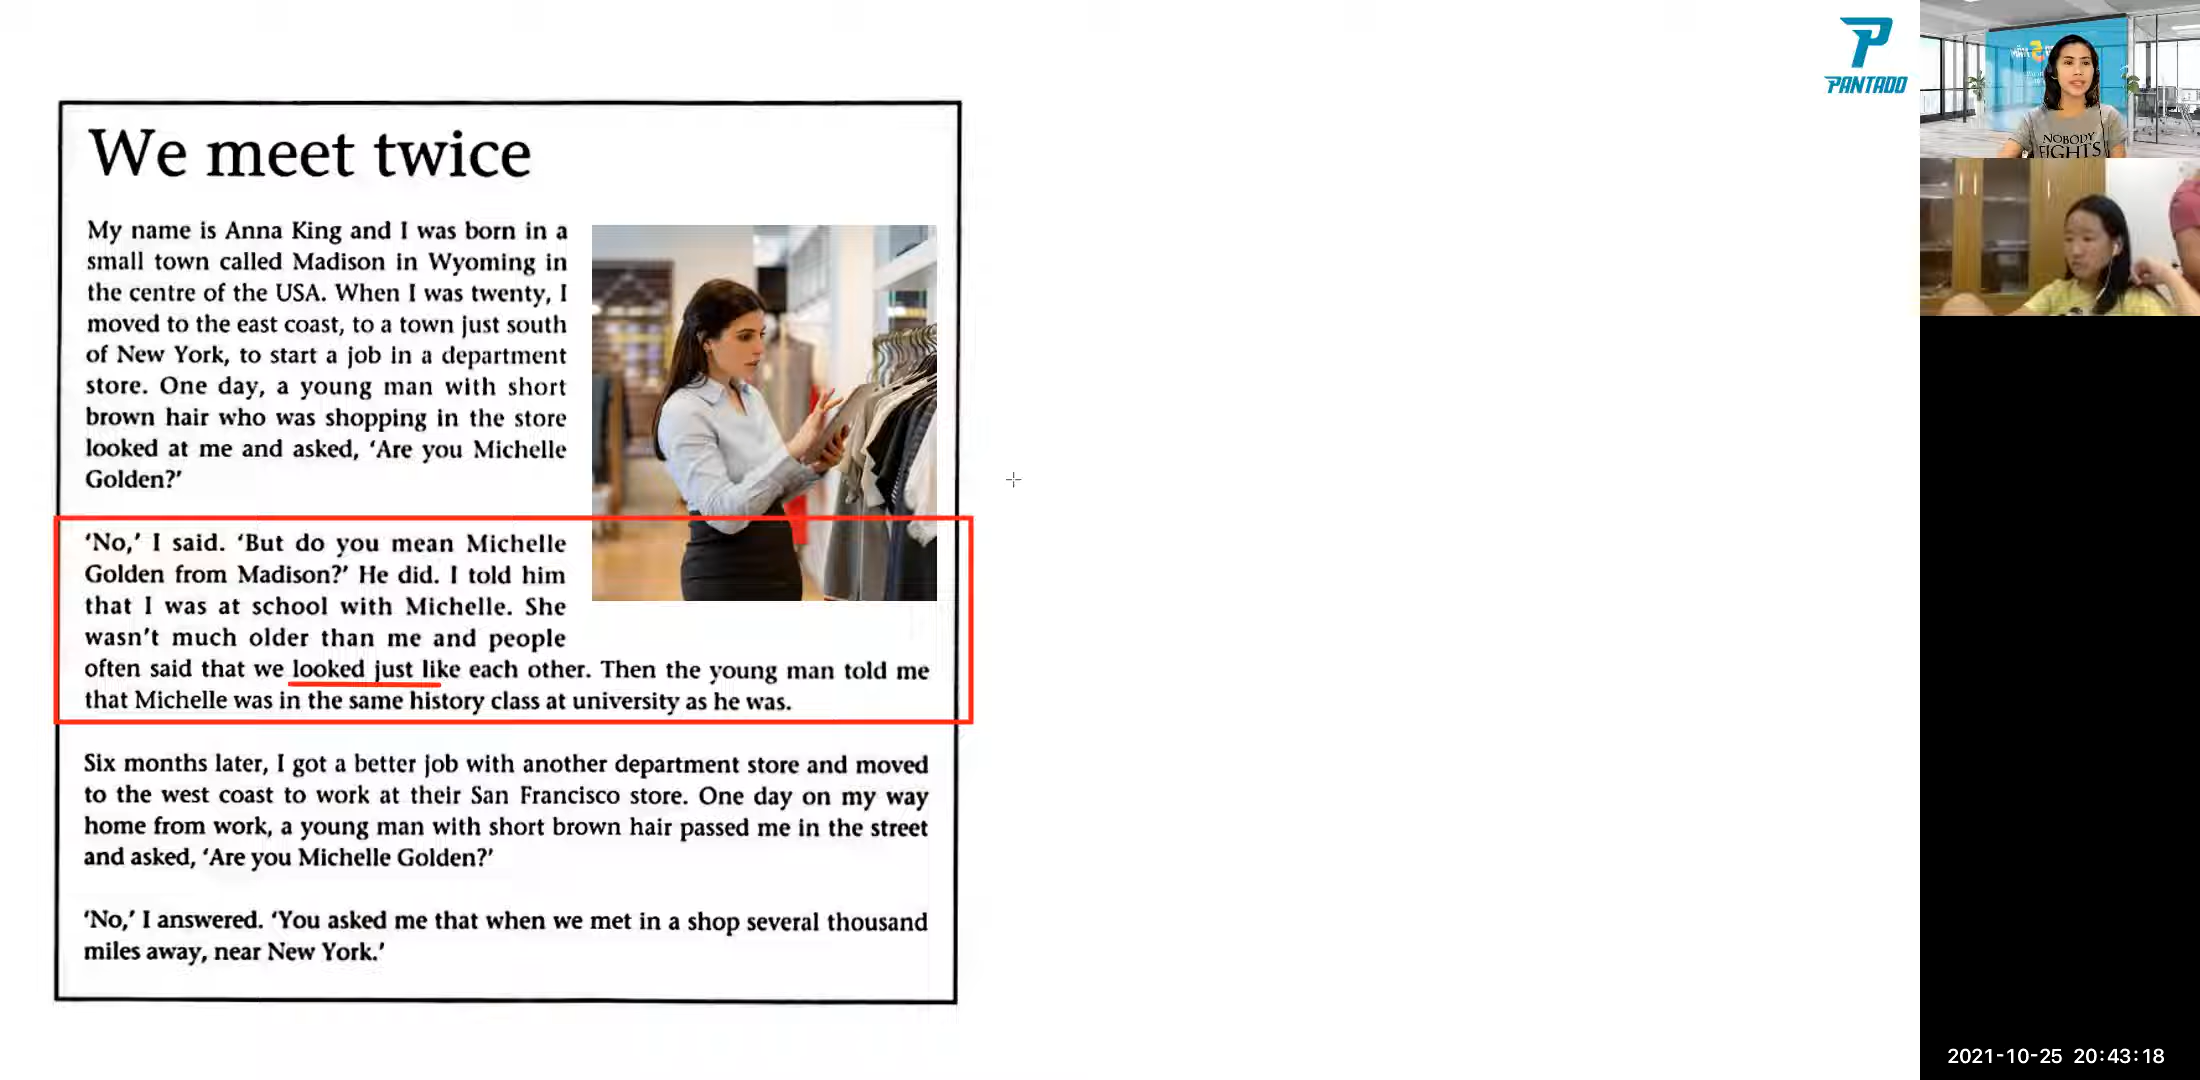 We meet twice
My name is Anna King and I was born in a
small town called Madison in Wyoming in
the centre of the USA. When I was twenty, I
moved to the east coast, to a town just south
of New York, to start a job in a department
store. One day, a young man with short
brown hair who was shopping in the store
looked at me and asked, ‘Are you Michelle
Golden?’
‘No,’ I said. ‘But do you mean Michelle
Golden from Madison?’ He did. I told him
that I was at school with Michelle. She
wasn’t much older than me and people
often said that we looked just like each other. Then the young man told me
that Michelle was in the same history class at university as he was.
Six months later, I got a better job with another department store and moved
to the west coast to work at their San Francisco store. One day on my way
home from work, a young man with short brown hair passed me in the street
and asked, ‘Are you Michelle Golden?’
‘No,’ I answered. ‘You asked me that when we met in a shop several thousand
miles away, near New York.’
PANTADO
NOBODY
FIGHTS
2021-10-25 20:43:18